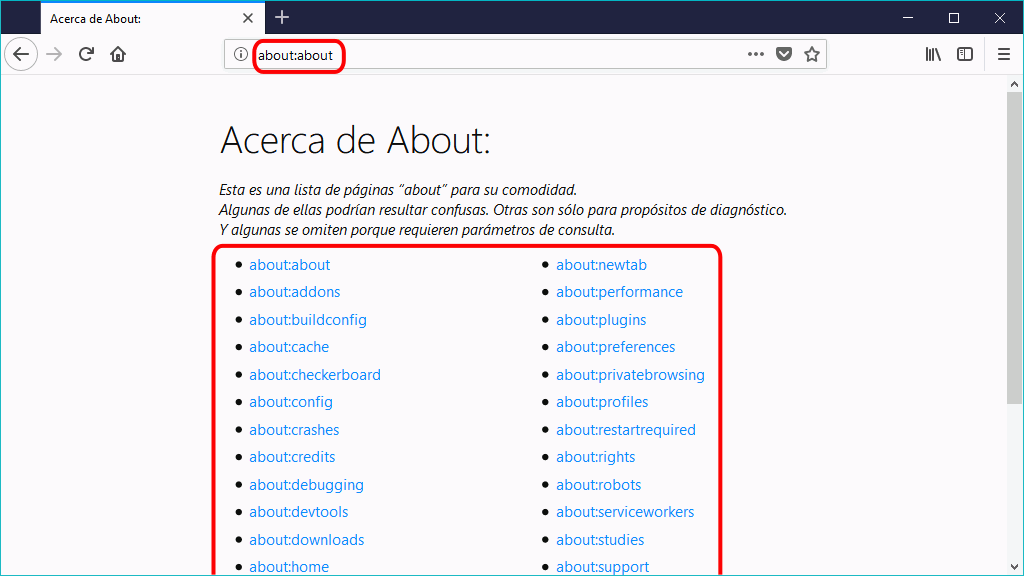 Acerca de About:
about:about
Acerca de About:
Esta es una lista de páginas “about” para su comodidad.
Algunas de ellas podrían resultar confusas. Otras son sólo para propósitos de diagnóstico.
Y algunas se omiten porque requieren parámetros de consulta.
about:about
about:addons
about:buildconfig
about:cache
about:checkerboard
about:config
about:crashes
about:credits
about:debugging
about:devtools
about:downloads
about:home
about:newtab
about:performance
about:plugins
about:preferences
about:privatebrowsing
about:profiles
about:restartrequired
about:rights
about:robots
about:serviceworkers
about:studies
about:support